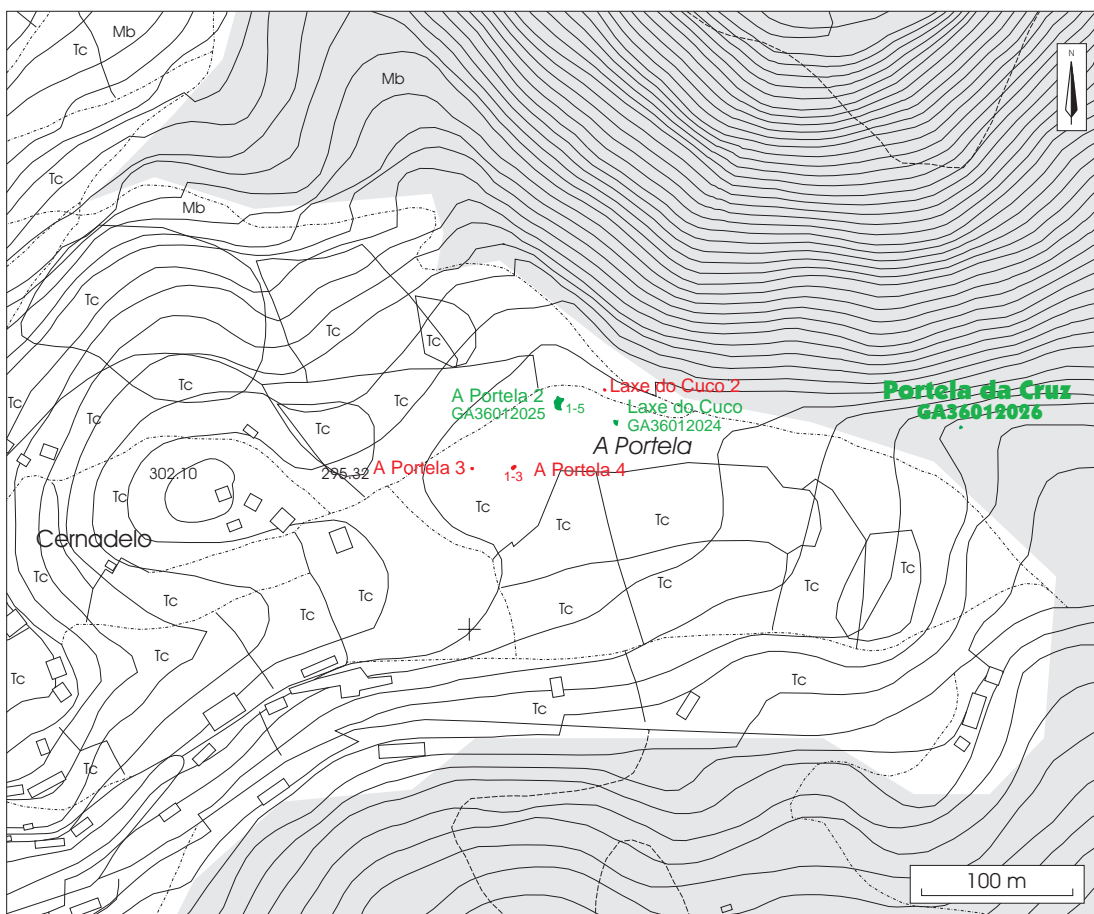 Mb
Tc
Mb
N
Tc
Mb
Tc
Tc
Tc
Tc
Tc
Tc
Laxe do Cuco 2
A Portela 2
GA36012025
1-5
Laxe do Cuco
GA36012024
Portela da Cruz
GA36012026
Tc
Tc
A Portela
302.10
295.32
A Portela 3
1-3
A Portela 4
Tc
Tc
Tc
Tc
Cernadelo
Tc
Tc
Tc
Tc
Tc
Tc
Tc
Tc
Tc
Tc
Tc
Tc
Tc
Tc
100 m